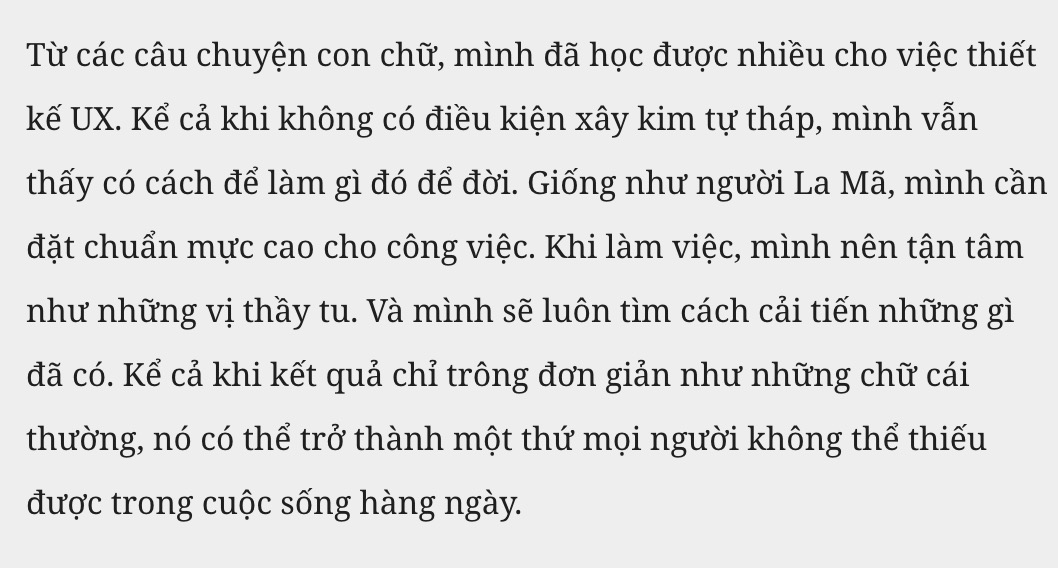 Từ các câu chuyện con chữ, mình đã học được nhiều cho việc thiết
kế UX. Kể cả khi không có điều kiện xây kim tự tháp, mình vẫn
thấy có cách để làm gì đó để đời. Giống như người La Mã, mình cần
đặt chuẩn mực cao cho công việc. Khi làm việc, mình nên tận tâm
như những vị thầy tu. Và mình sẽ luôn tìm cách cải tiến những gì
đã có. Kể cả khi kết quả chỉ trông đơn giản như những chữ cái
thường, nó có thể trở thành một thứ mọi người không thể thiếu
được trong cuộc sống hàng ngày.